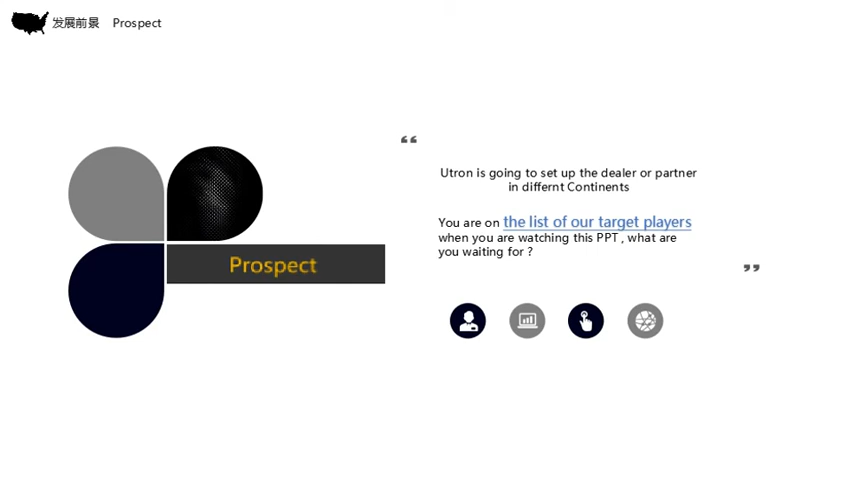 发展前景 Prospect
“
Utron is going to set up the dealer or partner
in differnt Continents
You are on the list of our target players
when you are watching this PPT , what are
you waiting for ?
”
Prospect